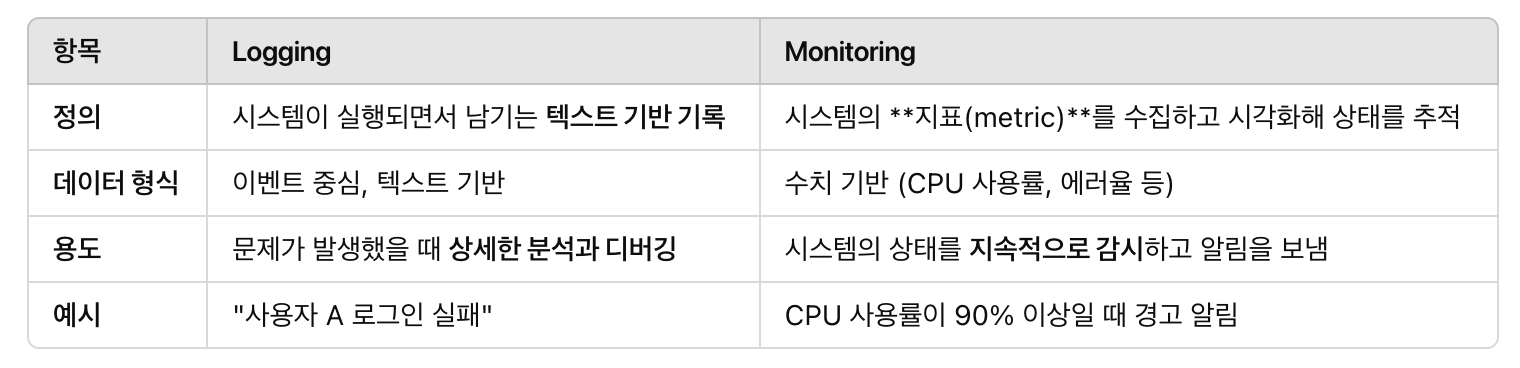 항목 Logging Monitoring
정의 시스템이 실행되면서 남기는 텍스트 기반 기록 시스템의 **지표(metric)**를 수집하고 시각화해 상태를 추적
데이터 형식 이벤트 중심, 텍스트 기반 수치 기반 (CPU 사용률, 에러율 등)
용도 문제가 발생했을 때 상세한 분석과 디버깅 시스템의 상태를 지속적으로 감시하고 알림을 보냄
예시 "사용자 A 로그인 실패" CPU 사용률이 90% 이상일 때 경고 알림